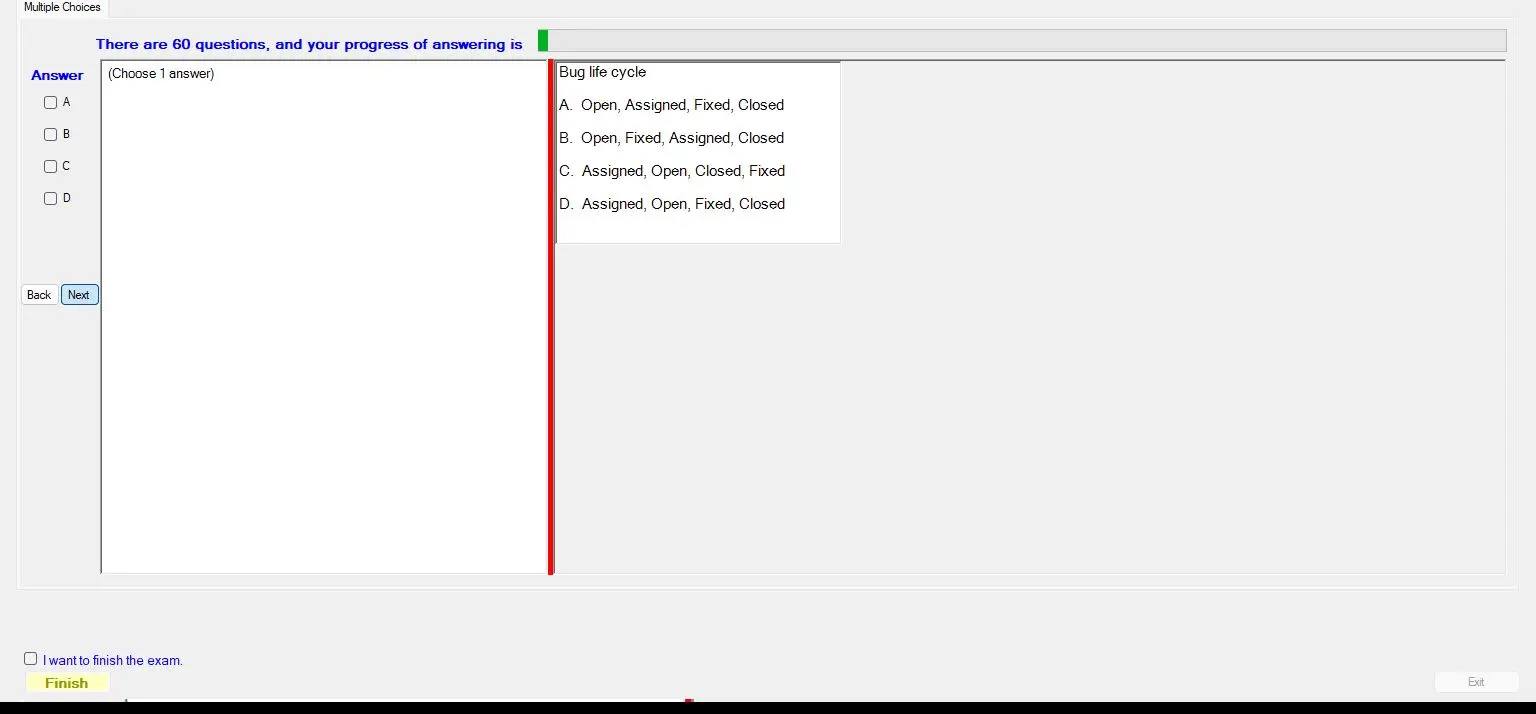 Multiple Choices
There are 60 questions, and your progress of answering is
Answer
A
B
C
D
Back Next
(Choose 1 answer)
Bug life cycle
A. Open, Assigned, Fixed, Closed
B. Open, Fixed, Assigned, Closed
C. Assigned, Open, Closed, Fixed
D. Assigned, Open, Fixed, Closed
I want to finish the exam.
Finish
Exit